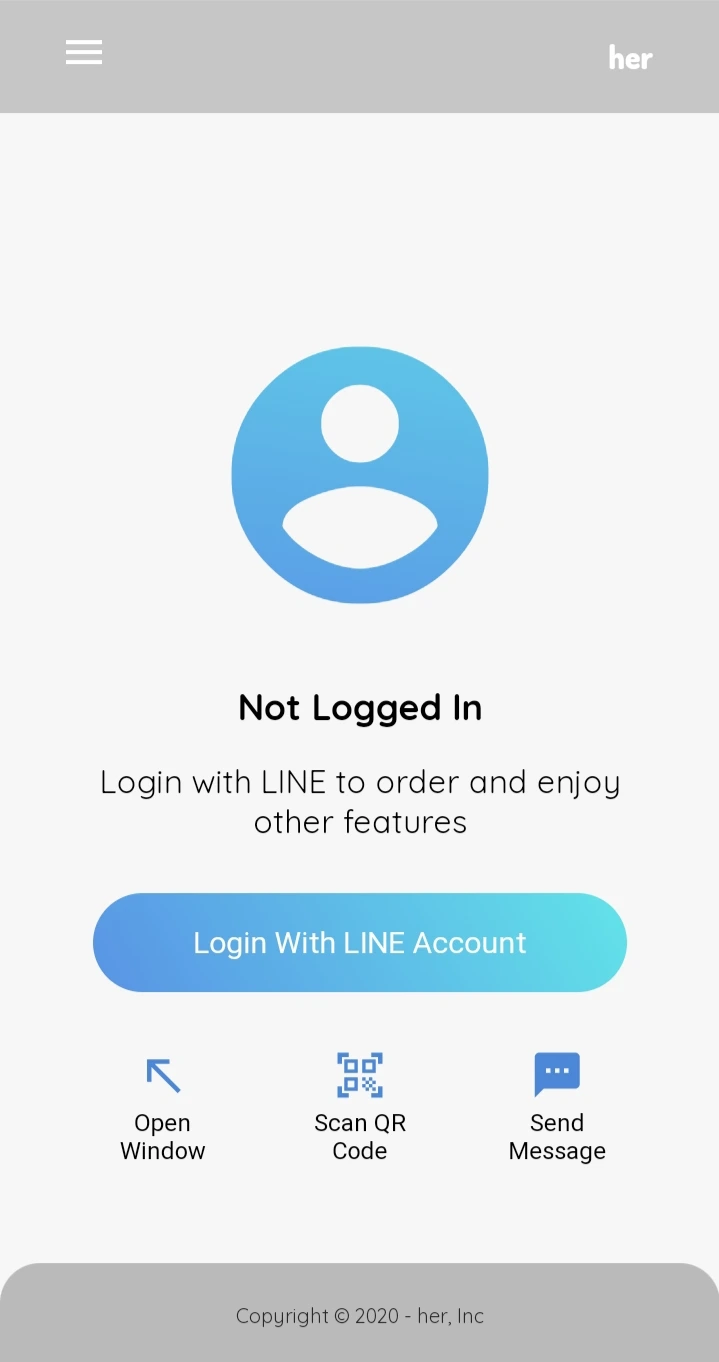 her
Not Logged In
Login with LINE to order and enjoy
other features
Login With LINE Account
Open
Window
Scan QR
Code
Send
Message
Copyright © 2020 - her, Inc